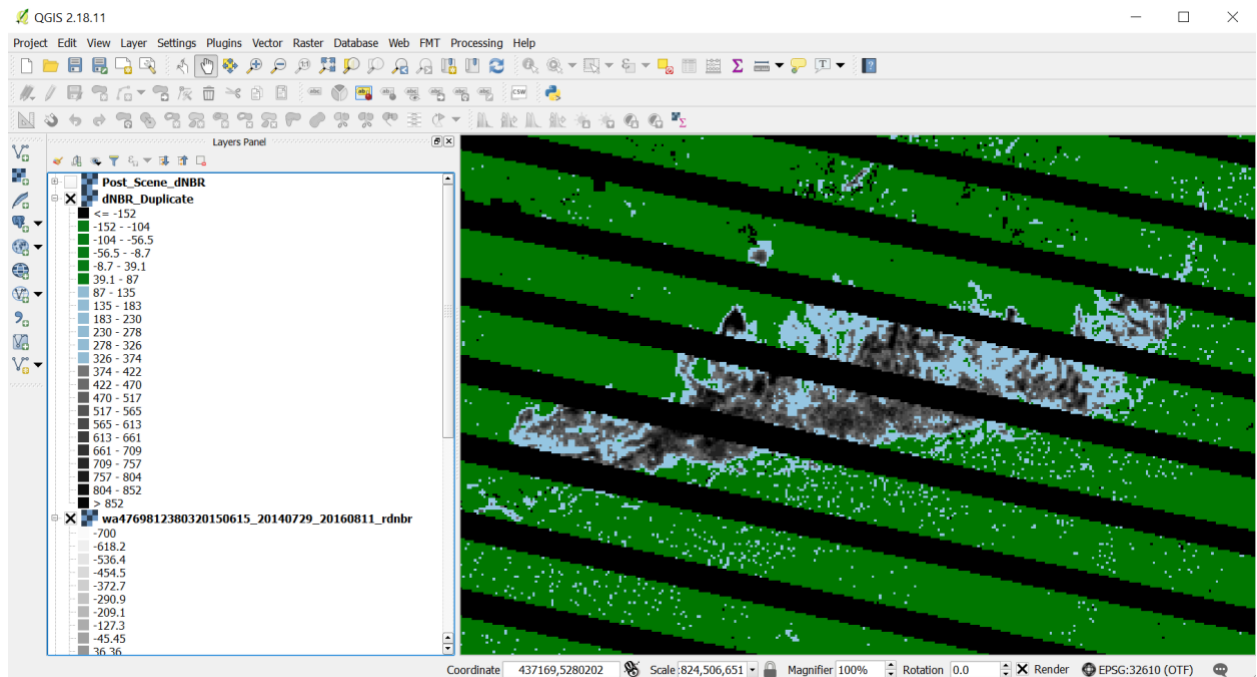 QGIS 2.18.11
Project Edit View Layer Settings Plugins Vector Raster Database Web FMT Processing Help
CSW
Layers Panel
Post_Scene_dNBR
dNBR_Duplicate
<= -152
-152 - -104
-104 - -56.5
-56.5 - -8.7
-8.7 - 39.1
39.1 - 87
87 - 135
135 - 183
183 - 230
230 - 278
278 - 326
326 - 374
374 - 422
422 - 470
470 - 517
517 - 565
565 - 613
613 - 661
661 - 709
709 - 757
757 - 804
804 - 852
> 852
wa4769812380320150615_20140729_20160811_rdnbr
-700
-618.2
-536.4
-454.5
-372.7
-290.9
-209.1
-127.3
-45.45
36.36
Coordinate 437169,5280202 Scale :824,506,651 Magnifier 100% Rotation 0.0 Render EPSG:32610 (OTF)